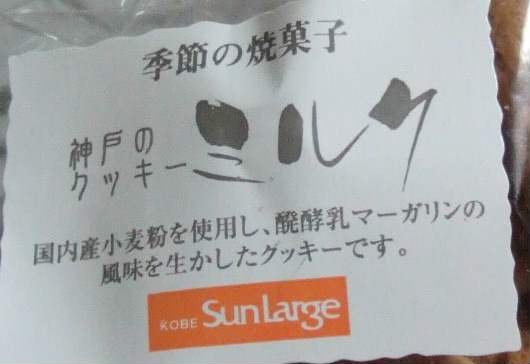 季節の焼菓子
神戸の
クッキー
ミルク
国内産小麦粉を使用し、醗酵乳マーガリンの
風味を生かしたクッキーです。
KOBE SunLarge